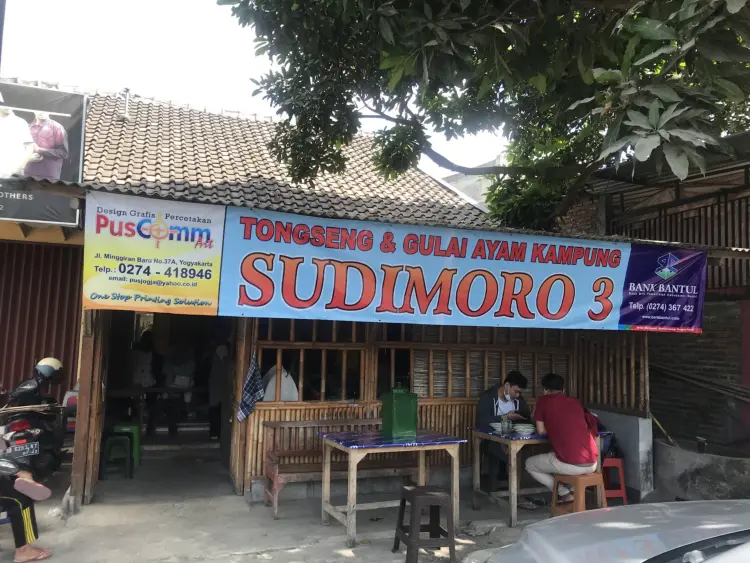 OTHERS
Design Grafis Percetakan
PusComm
Art
Jl. Minggiran Baru No.37A, Yogyakarta
Telp.: 0274 - 418946
email: pusjogja@yahoo.co.id
One Stop Printing Solution
TONGSENG & GULAI AYAM KAMPUNG
SUDIMORO 3
BANK BANTUL
Telp. (0274) 367 422